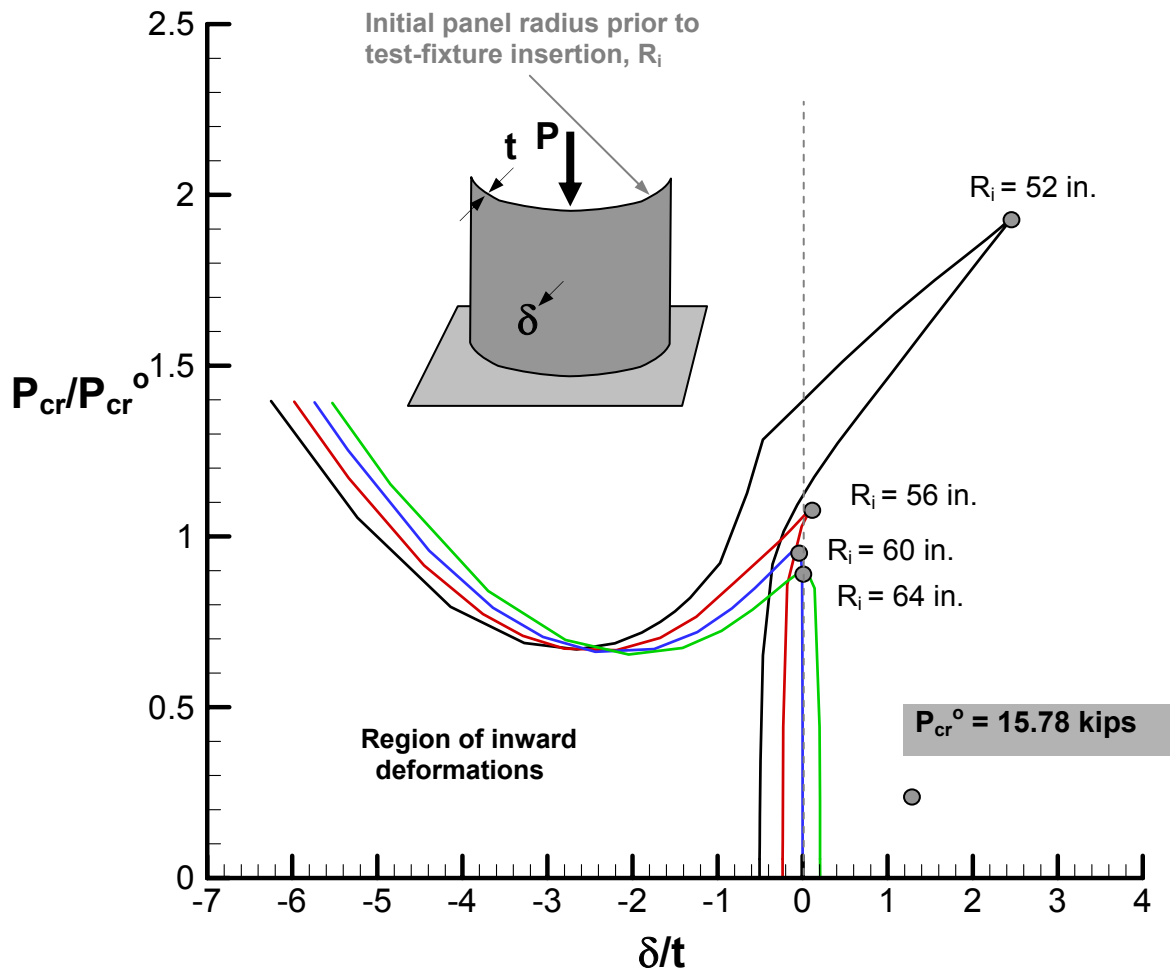 2.5
Initial panel radius prior to
test-fixture insertion, Rᵢ
t P
2
Rᵢ = 52 in.
δ
1.5
Pcr/Pcrº
Rᵢ = 56 in.
1
Rᵢ = 60 in.
Rᵢ = 64 in.
0.5
Region of inward
deformations
Pcrº = 15.78 kips
0
-7 -6 -5 -4 -3 -2 -1 0 1 2 3 4
δ/t